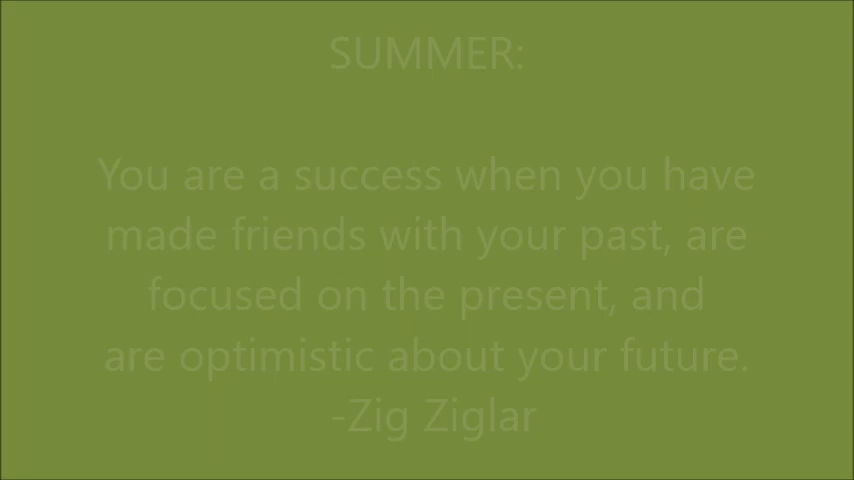 SUMMER:
You are a success when you have
made friends with your past, are
focused on the present, and
are optimistic about your future.
-Zig Ziglar